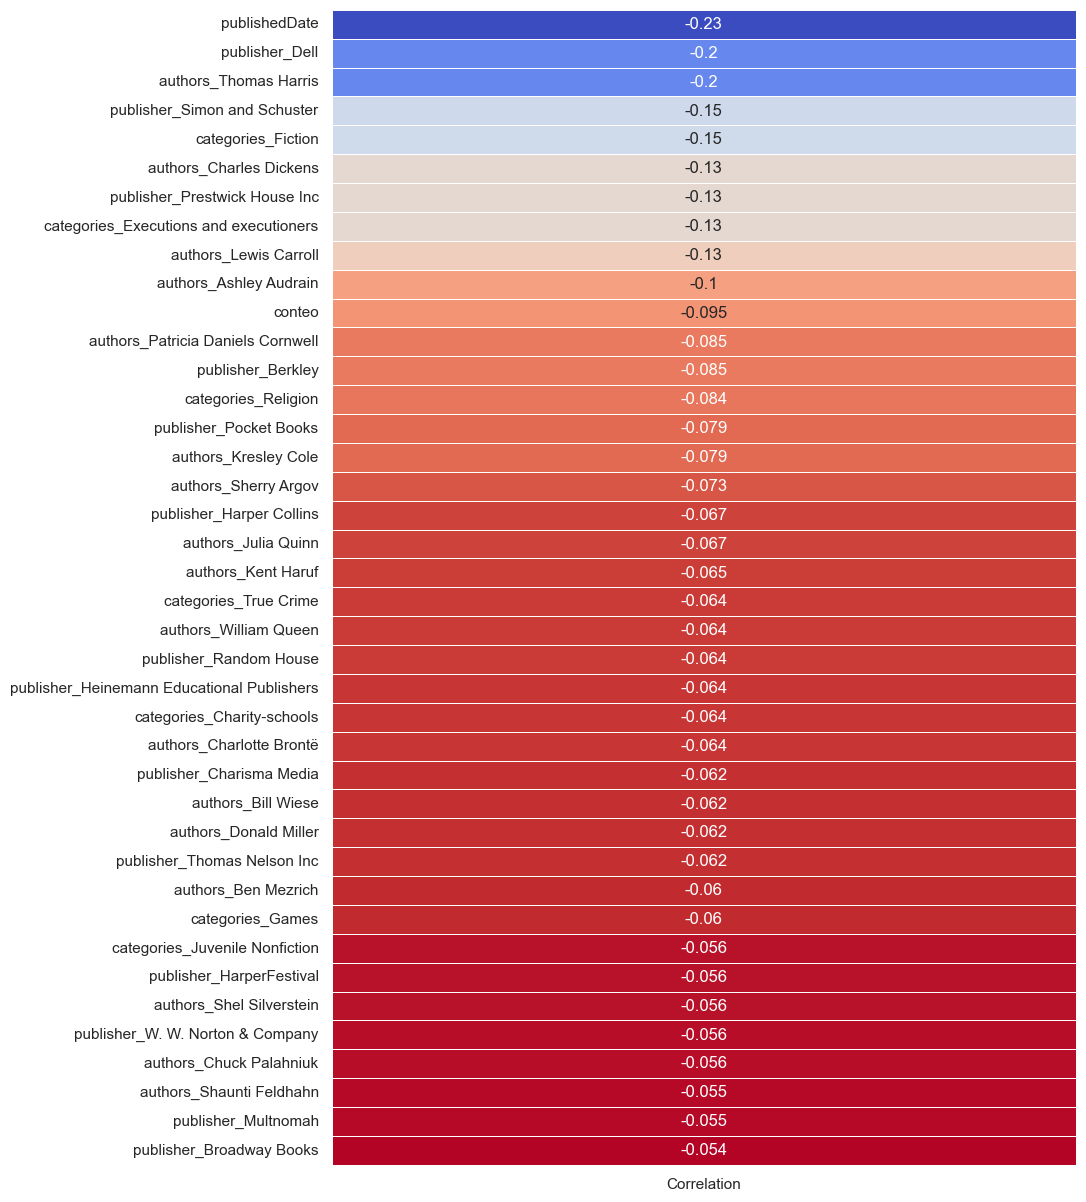 publishedDate -0.23
publisher_Dell -0.2
authors_Thomas Harris -0.2
publisher_Simon and Schuster -0.15
categories_Fiction -0.15
authors_Charles Dickens -0.13
publisher_Prestwick House Inc -0.13
categories_Executions and executioners -0.13
authors_Lewis Carroll -0.13
authors_Ashley Audrain -0.1
conteo -0.095
authors_Patricia Daniels Cornwell -0.085
publisher_Berkley -0.085
categories_Religion -0.084
publisher_Pocket Books -0.079
authors_Kresley Cole -0.079
authors_Sherry Argov -0.073
publisher_Harper Collins -0.067
authors_Julia Quinn -0.067
authors_Kent Haruf -0.065
categories_True Crime -0.064
authors_William Queen -0.064
publisher_Random House -0.064
publisher_Heinemann Educational Publishers -0.064
categories_Charity-schools -0.064
authors_Charlotte Brontë -0.064
publisher_Charisma Media -0.062
authors_Bill Wiese -0.062
authors_Donald Miller -0.062
publisher_Thomas Nelson Inc -0.062
authors_Ben Mezrich -0.06
categories_Games -0.06
categories_Juvenile Nonfiction -0.056
publisher_HarperFestival -0.056
authors_Shel Silverstein -0.056
publisher_W. W. Norton & Company -0.056
authors_Chuck Palahniuk -0.056
authors_Shaunti Feldhahn -0.055
publisher_Multnomah -0.055
publisher_Broadway Books -0.054
Correlation